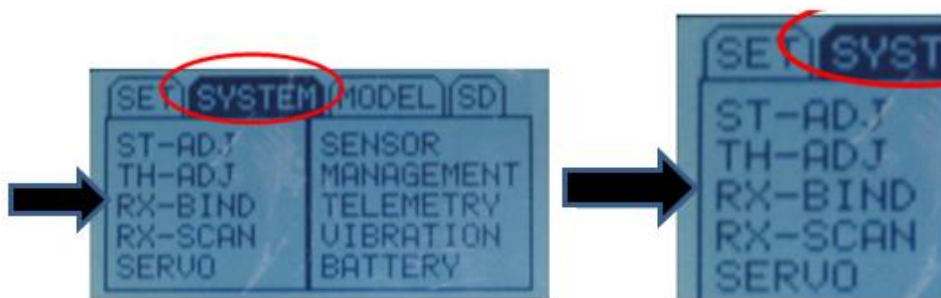 SET SYSTEM MODEL SD
ST-ADJ SENSOR
TH-ADJ MANAGEMENT
RX-BIND TELEMETRY
RX-SCAN VIBRATION
SERVO BATTERY
SET SYST
ST-ADJ
TH-ADJ
RX-BIND
RX-SCAN
SERVO